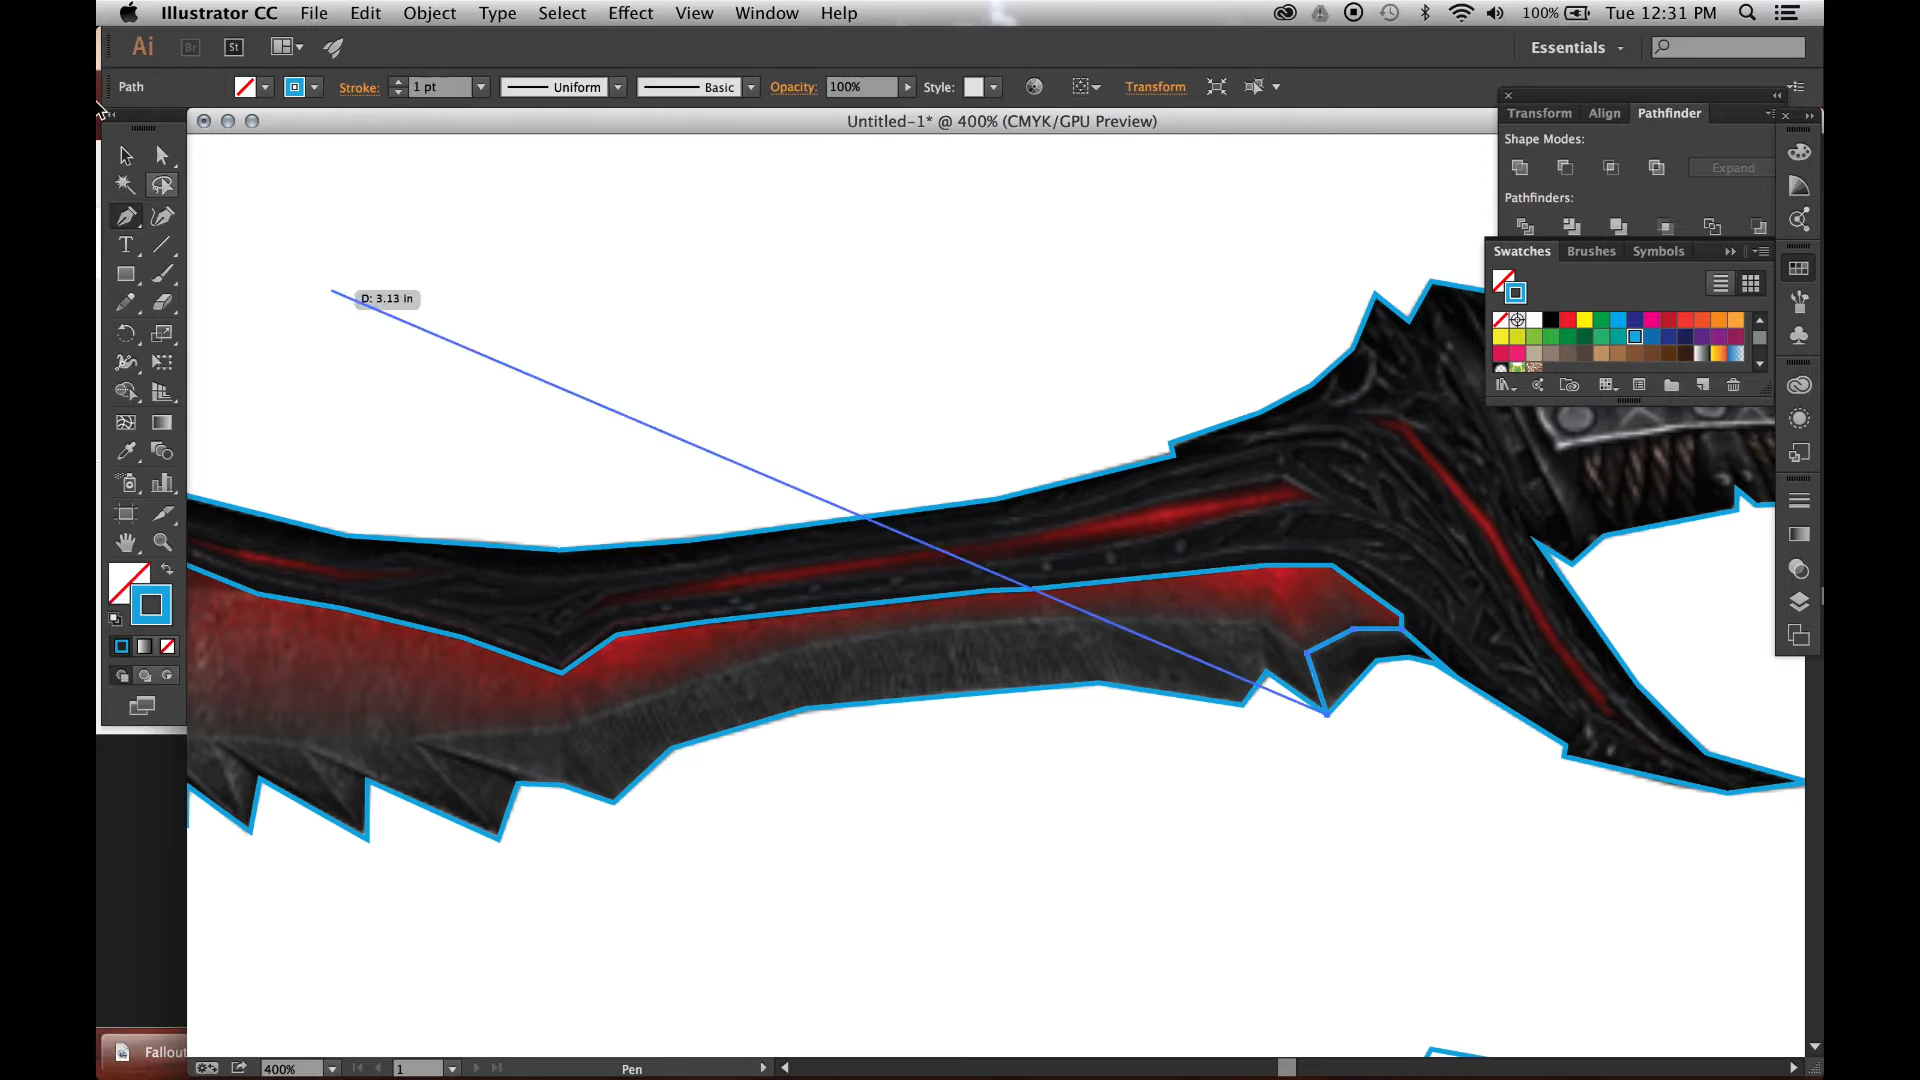 Illustrator CC File Edit Object Type Select Effect View Window Help 100% Tue 12:31 PM
Ai Br St Essentials
Path Stroke: 1 pt Uniform Basic Opacity: 100% Style: Transform
Untitled-1* @ 400% (CMYK/GPU Preview)
Transform Align Pathfinder
Shape Modes:
Expand
Pathfinders:
Swatches Brushes Symbols
D: 3.13 in
T
Fallout
400% 1 Pen